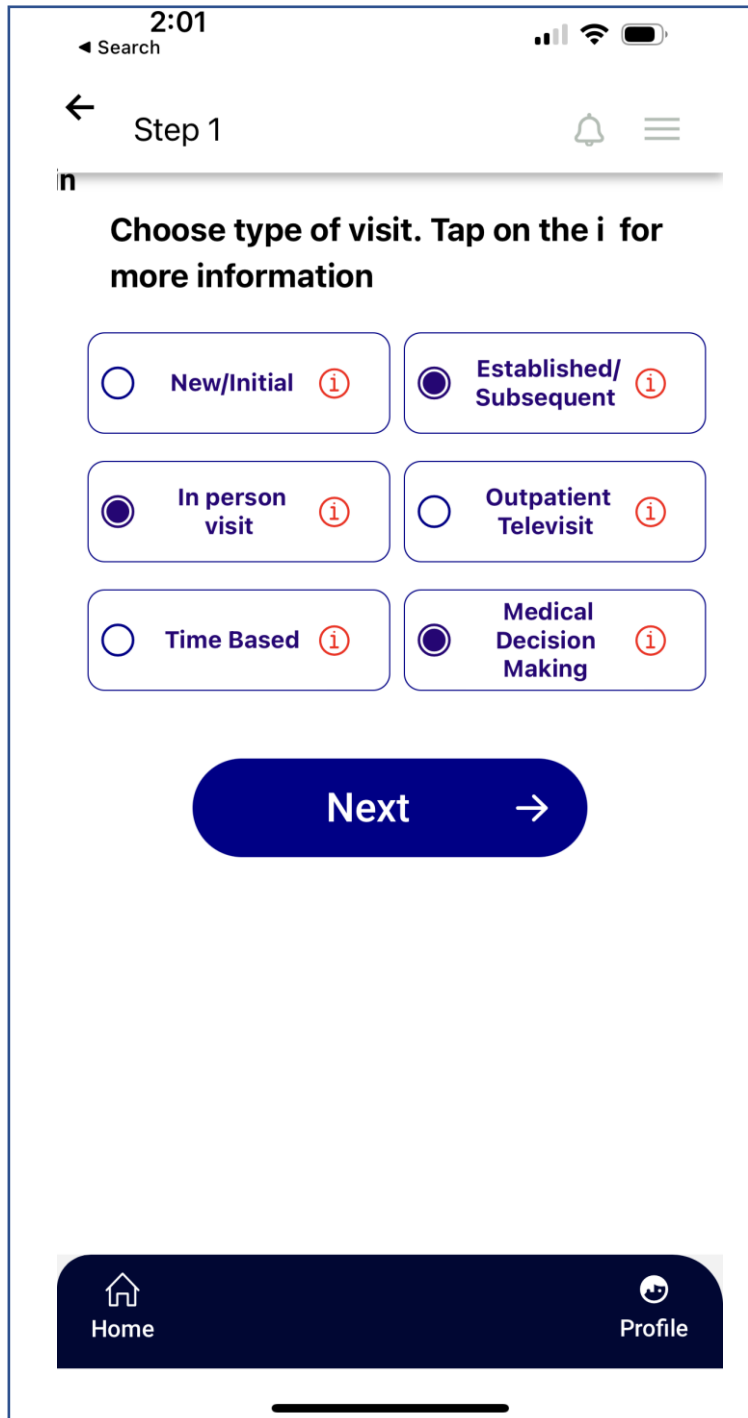 2:01
◀ Search
Step 1
in
Choose type of visit. Tap on the i for
more information
New/Initial i
Established/
Subsequent i
In person
visit i
Outpatient
Televisit i
Time Based i
Medical
Decision
Making i
Next →
Home
Profile